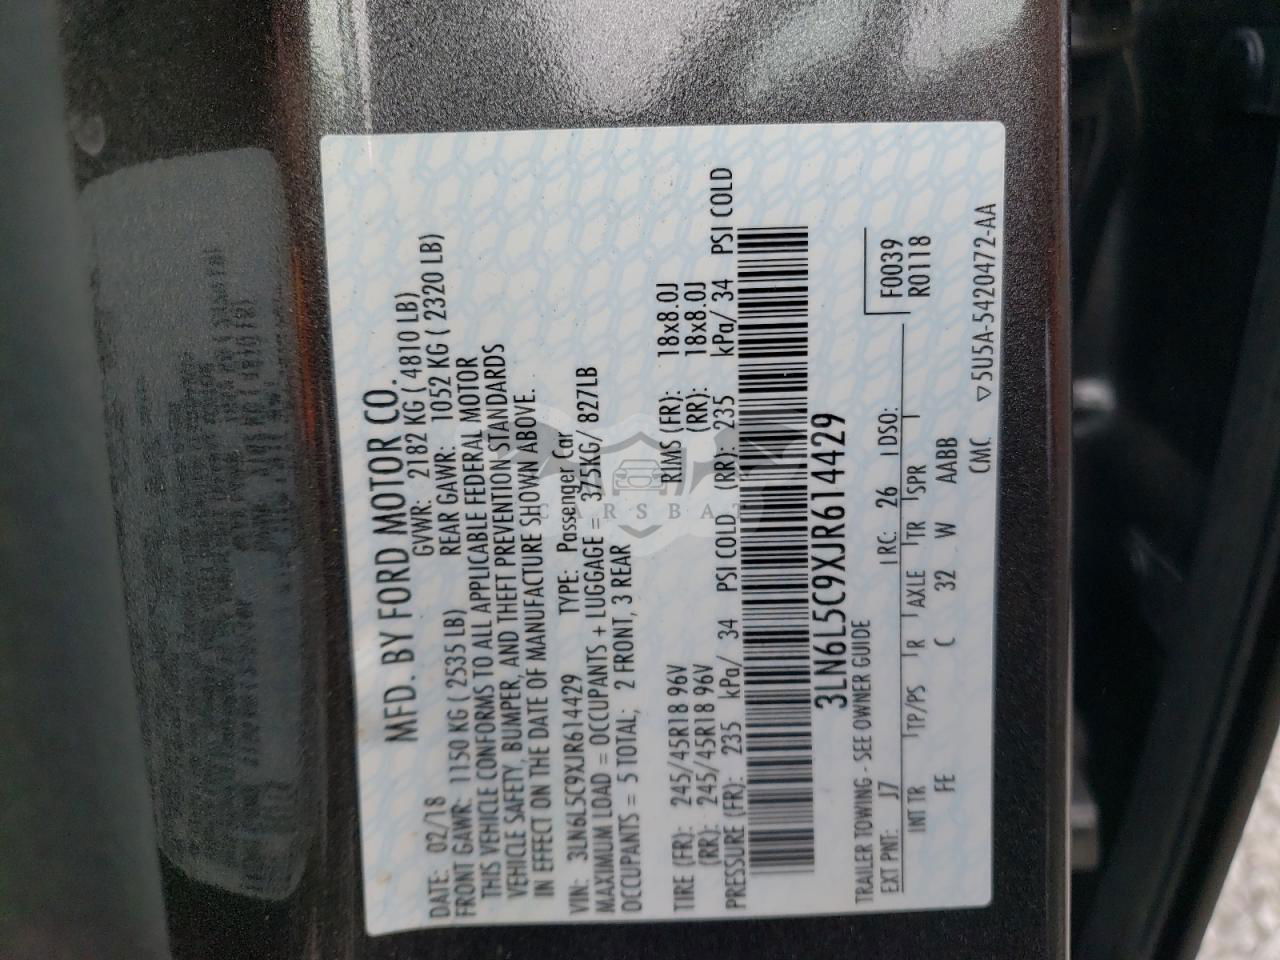 MFD. BY FORD MOTOR CO.
DATE: 02/18 GVWR: 2182 KG ( 4810 LB)
FRONT GAWR: 1150 KG (2535 LB) REAR GAWR: 1052 KG ( 2320 LB)
THIS VEHICLE CONFORMS TO ALL APPLICABLE FEDERAL MOTOR
VEHICLE SAFETY, BUMPER, AND THEFT PREVENTION STANDARDS
IN EFFECT ON THE DATE OF MANUFACTURE SHOWN ABOVE.
VIN: 3LN6L5C9XJR614429 TYPE: Passenger Car
MAXIMUM LOAD = OCCUPANTS + LUGGAGE = 375KG/ 827LB
OCCUPANTS = 5 TOTAL; 2 FRONT, 3 REAR
TIRE (FR): 245/45R18 96V RIMS (FR): 18x8.0J
(RR): 245/45R18 96V (RR): 18x8.0J
PRESSURE (FR): 235 kPa/ 34 PSI COLD (RR): 235 kPa/ 34 PSI COLD
3LN6L5C9XJR614429
TRAILER TOWING - SEE OWNER GUIDE
F0039
EXT PNT: J7 RC: 26 DSO:
R0118
INT TR TP/PS R AXLE TR SPR
FE C 32 W AABB
CMC ▽5U5A-5420472-AA
CARSBAT